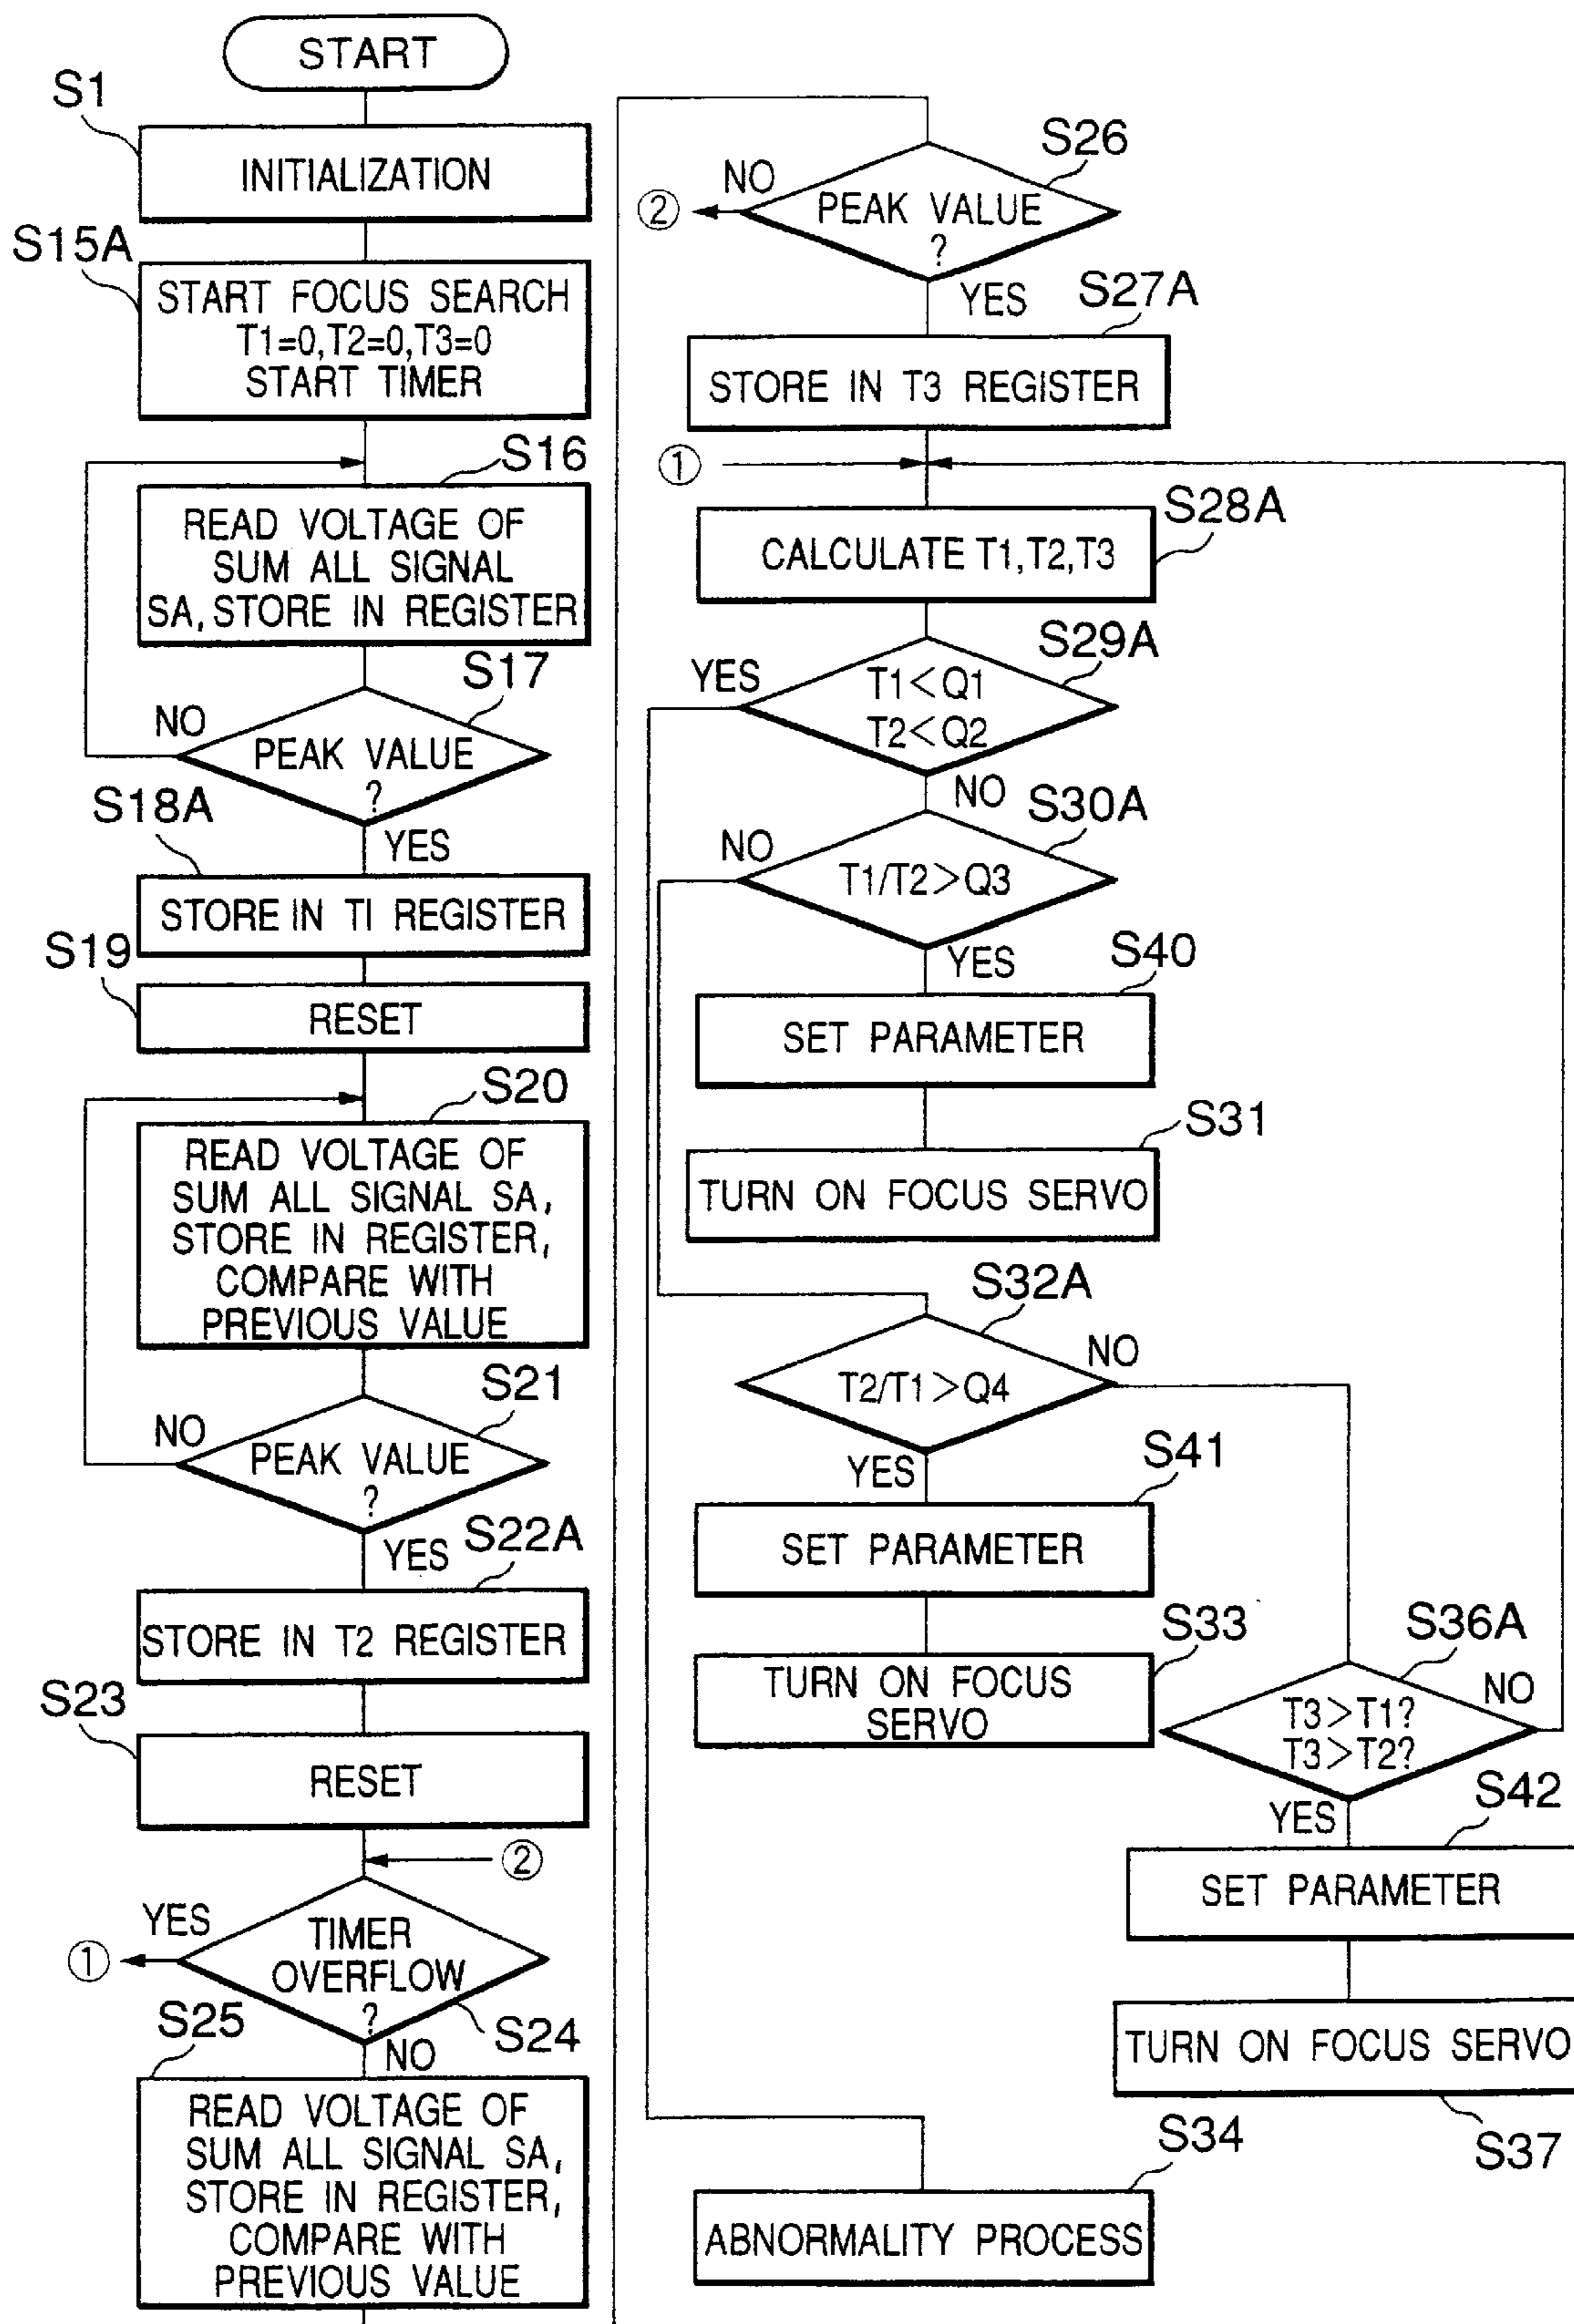 START
S1
INITIALIZATION
S15A
START FOCUS SEARCH
T1=0,T2=0,T3=0
START TIMER
S16
READ VOLTAGE OF
SUM ALL SIGNAL
SA, STORE IN REGISTER
S17
NO
PEAK VALUE
?
S18A
YES
STORE IN TI REGISTER
S19
RESET
S20
READ VOLTAGE OF
SUM ALL SIGNAL SA,
STORE IN REGISTER,
COMPARE WITH
PREVIOUS VALUE
S21
NO
PEAK VALUE
?
YES
S22A
STORE IN T2 REGISTER
S23
RESET
②
YES
TIMER
OVERFLOW
?
①
S24
S25
NO
READ VOLTAGE OF
SUM ALL SIGNAL SA,
STORE IN REGISTER,
COMPARE WITH
PREVIOUS VALUE
S26
NO
②
PEAK VALUE
?
YES
S27A
STORE IN T3 REGISTER
①
S28A
CALCULATE T1,T2,T3
S29A
YES
T1<Q1
T2<Q2
NO
S30A
NO
T1/T2>Q3
YES
S40
SET PARAMETER
S31
TURN ON FOCUS SERVO
S32A
NO
T2/T1>Q4
YES
S41
SET PARAMETER
S33
TURN ON FOCUS
SERVO
S36A
NO
T3>T1?
T3>T2?
YES
S42
SET PARAMETER
TURN ON FOCUS SERVO
S37
S34
ABNORMALITY PROCESS